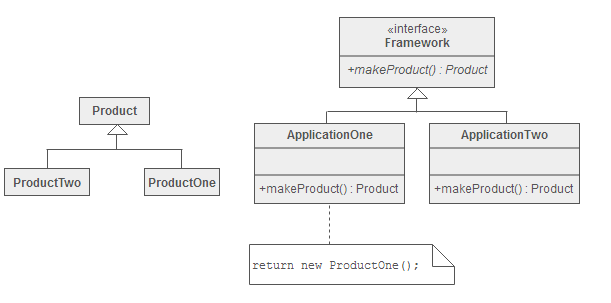 «interface»
Framework
+makeProduct() : Product
Product
ProductTwo
ProductOne
ApplicationOne
+makeProduct() : Product
ApplicationTwo
+makeProduct() : Product
return new ProductOne();